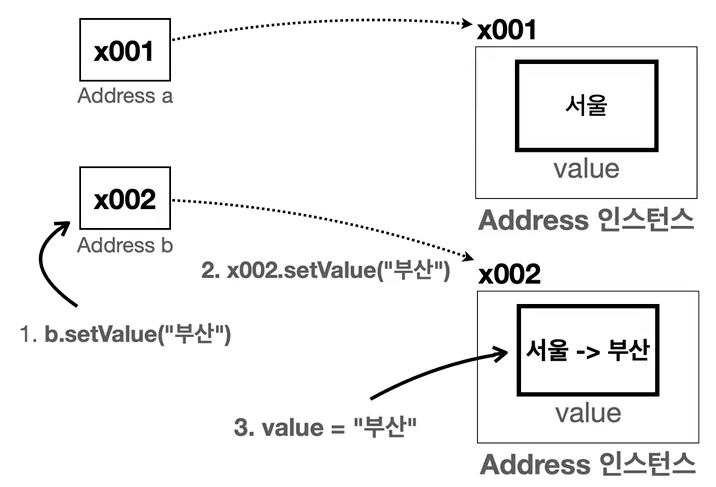 x001
Address a
x001
서울
value
Address 인스턴스
x002
Address b
1. b.setValue("부산")
2. x002.setValue("부산")
x002
서울 -> 부산
value
3. value = "부산"
Address 인스턴스